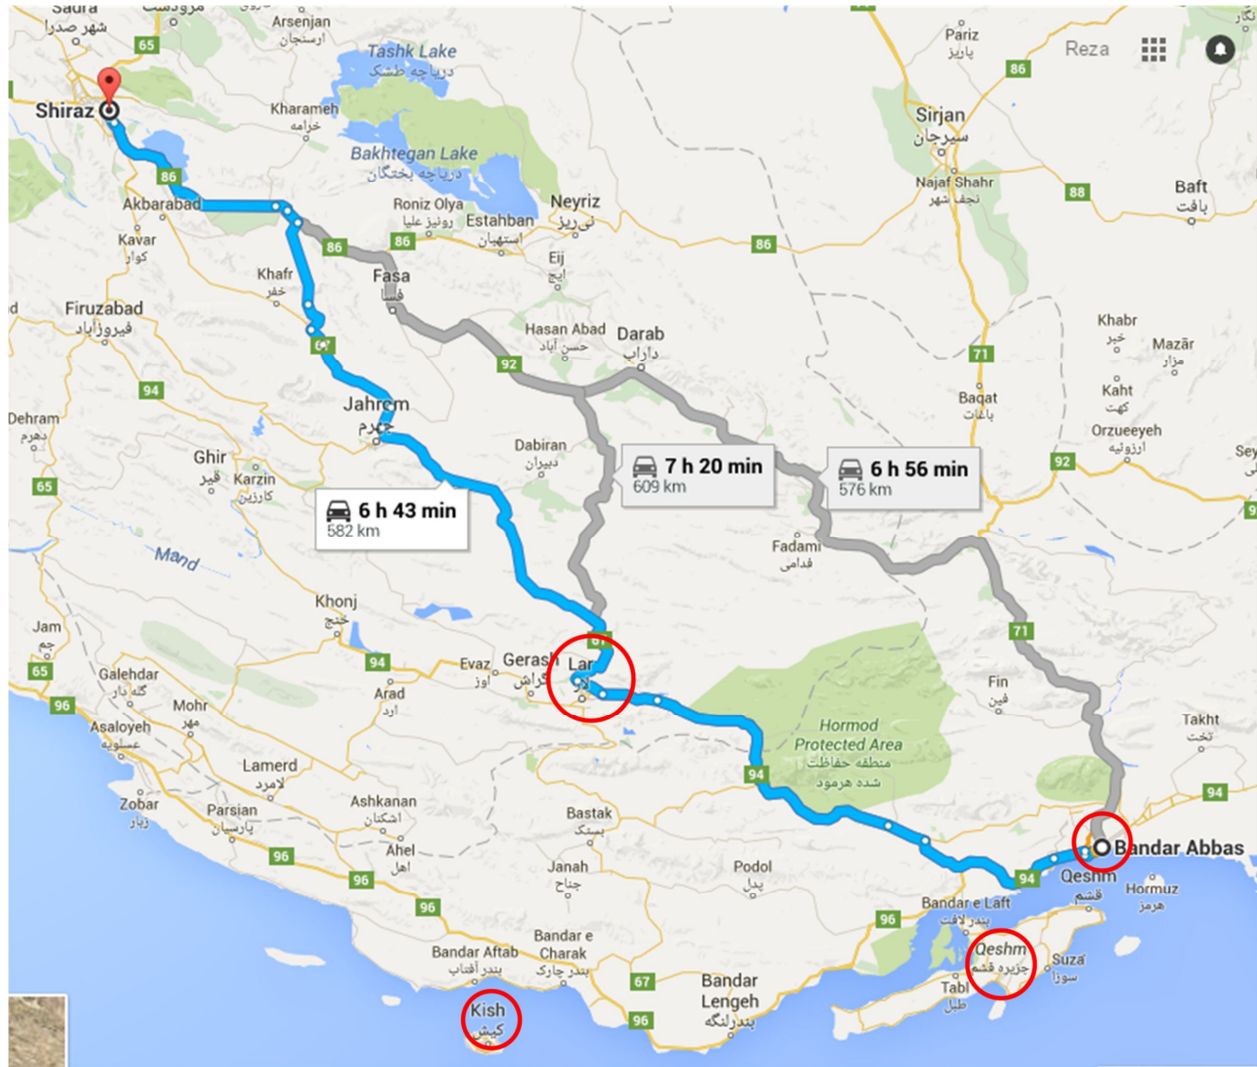 Sadra
شهر صدرا
مرودشت
65
Arsenjan
ارسنجان
Tashk Lake
دریاچه طشک
Pariz
پاریز
Reza
86
Shiraz
Kharameh
خرامه
Sirjan
سیرجان
Bakhtegan Lake
دریاچه بختگان
86
Akbarabad
Roniz Olya
رونیز علیا
Estahban
استهبان
Neyriz
نی‌ریز
Najaf Shahr
نجف شهر
88
Baft
بافت
Kavar
کوار
86
86
86
Eij
ایج
Khafr
خفر
Fasa
فسا
Firuzabad
فیروزآباد
67
Hasan Abad
حسن آباد
Darab
داراب
Khabr
خبر
Mazār
مزار
71
92
94
Jahrom
جهرم
Baqat
باغات
Kaht
کهت
Dehram
دهرم
Dabiran
دبیران
Orzueeyeh
ارزوئیه
92
Ghir
قیر
Karzin
کارزین
65
7 h 20 min
609 km
6 h 56 min
576 km
6 h 43 min
582 km
Mand
Fadami
فدامی
Khonj
خنج
71
Jam
جم
65
94
67
Evaz
اوز
Gerash
گراش
Lar
لار
Galehdar
گله دار
Arad
ارد
Fin
فین
96
Mohr
مهر
Asaloyeh
عسلویه
Hormod
Protected Area
منطقه حفاظت
شده هرمود
Takht
تخت
Lamerd
لامرد
94
94
Zobar
زبار
Parsian
پارسیان
Ashkanan
اشکنان
Bastak
بستک
Ahel
اهل
Bandar Abbas
96
96
Janah
جناح
Podol
پدل
94
Qeshm
قشم
Hormuz
هرمز
96
96
Bandar e Laft
بندر لافت
Bandar Aftab
بندر آفتاب
Bandar e
Charak
بندر چارک
Qeshm
جزیره قشم
Suza
سوزا
67
Bandar
Lengeh
بندرلنگه
Tabl
طبل
Kish
کیش
96